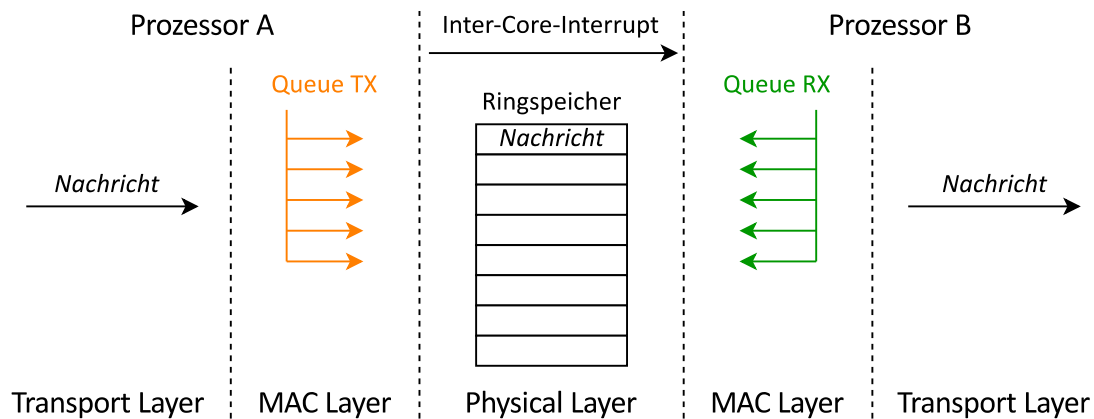 Prozessor A
Inter-Core-Interrupt
Prozessor B
Queue TX
Queue RX
Ringspeicher
Nachricht
Nachricht
Nachricht
Transport Layer
MAC Layer
Physical Layer
MAC Layer
Transport Layer